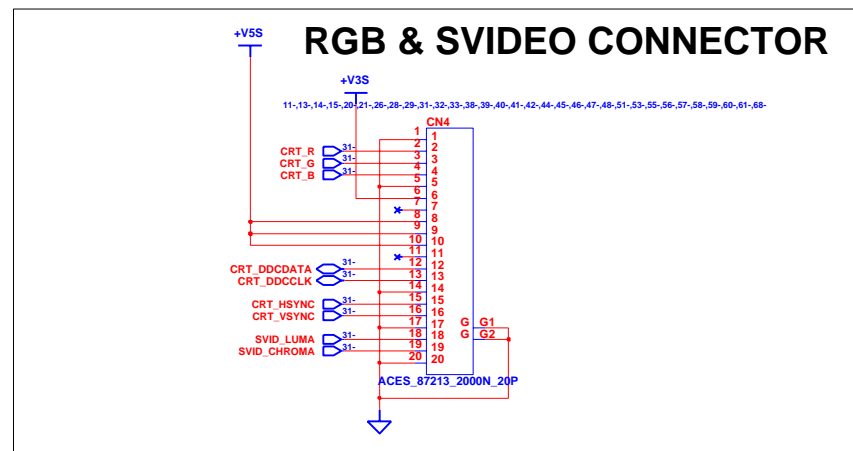 RGB & SVIDEO CONNECTOR
+V5S
+V3S
11-,13-,14-,15-,20-,21-,26-,28-,29-,31-,32-,33-,38-,39-,40-,41-,42-,44-,45-,46-,47-,48-,51-,53-,55-,56-,57-,58-,59-,60-,61-,68-
CN4
1 1
CRT_R 31- 2 2
CRT_G 31- 3 3
CRT_B 31- 4 4
5 5
6 6
7 7
8 8
9 9
10 10
11 11
CRT_DDCDATA 31- 12 12
CRT_DDCCLK 31- 13 13
14 14
CRT_HSYNC 31- 15 15
CRT_VSYNC 31- 16 16
17 17 G G1
SVID_LUMA 31- 18 18 G G2
SVID_CHROMA 31- 19 19
20 20
ACES_87213_2000N_20P